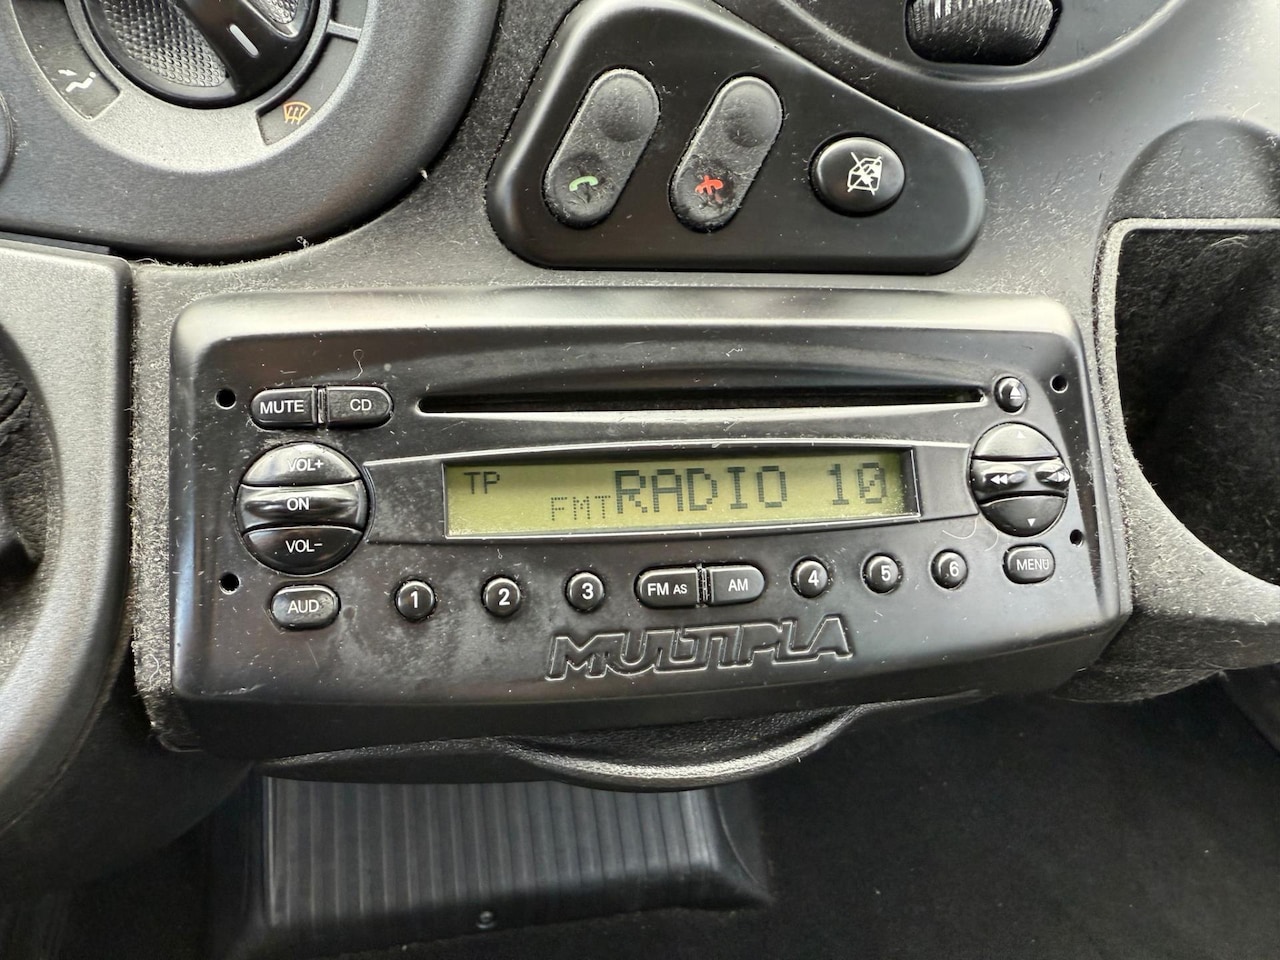 MUTE CD
VOL+
TP
FMT RADIO 10
ON
VOL-
MENU
FM AS AM
1 2 3 4 5 6
AUD
MULTIPLA